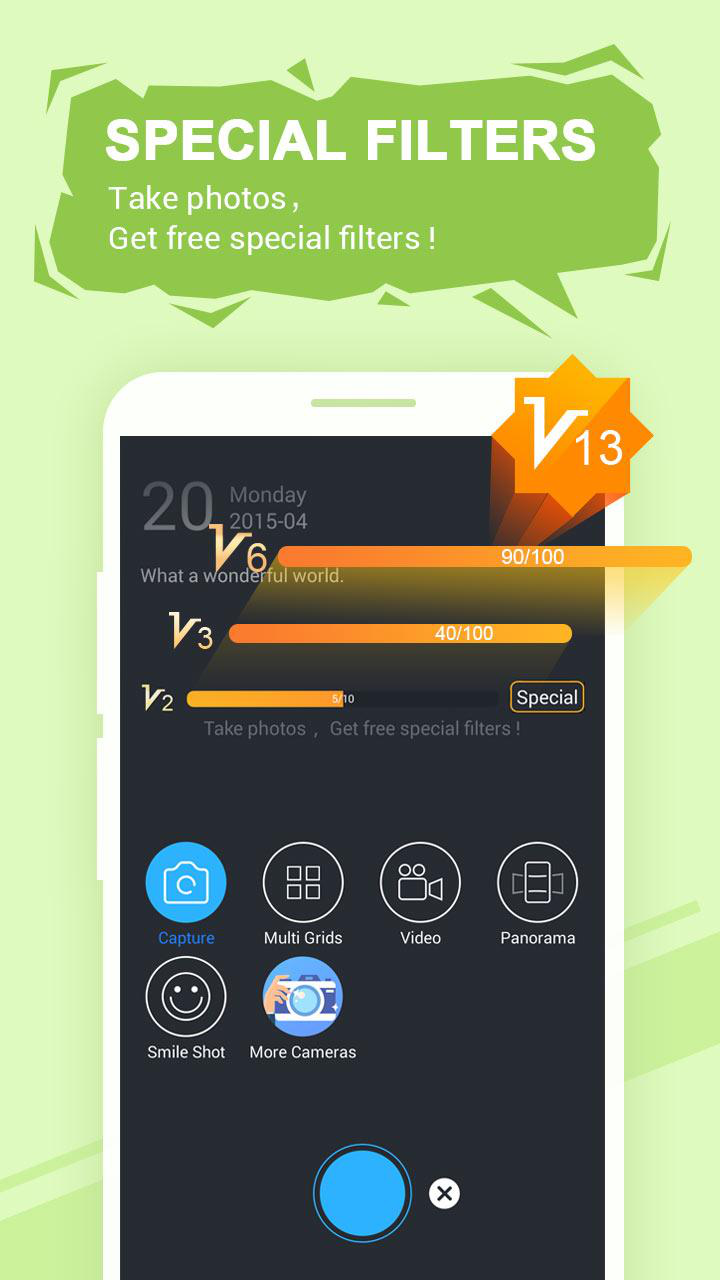 SPECIAL FILTERS
Take photos，
Get free special filters !
V13
20 Monday
2015-04
V6 90/100
What a wonderful world.
V3 40/100
V2 5/10 Special
Take photos， Get free special filters !
Capture Multi Grids Video Panorama
Smile Shot More Cameras